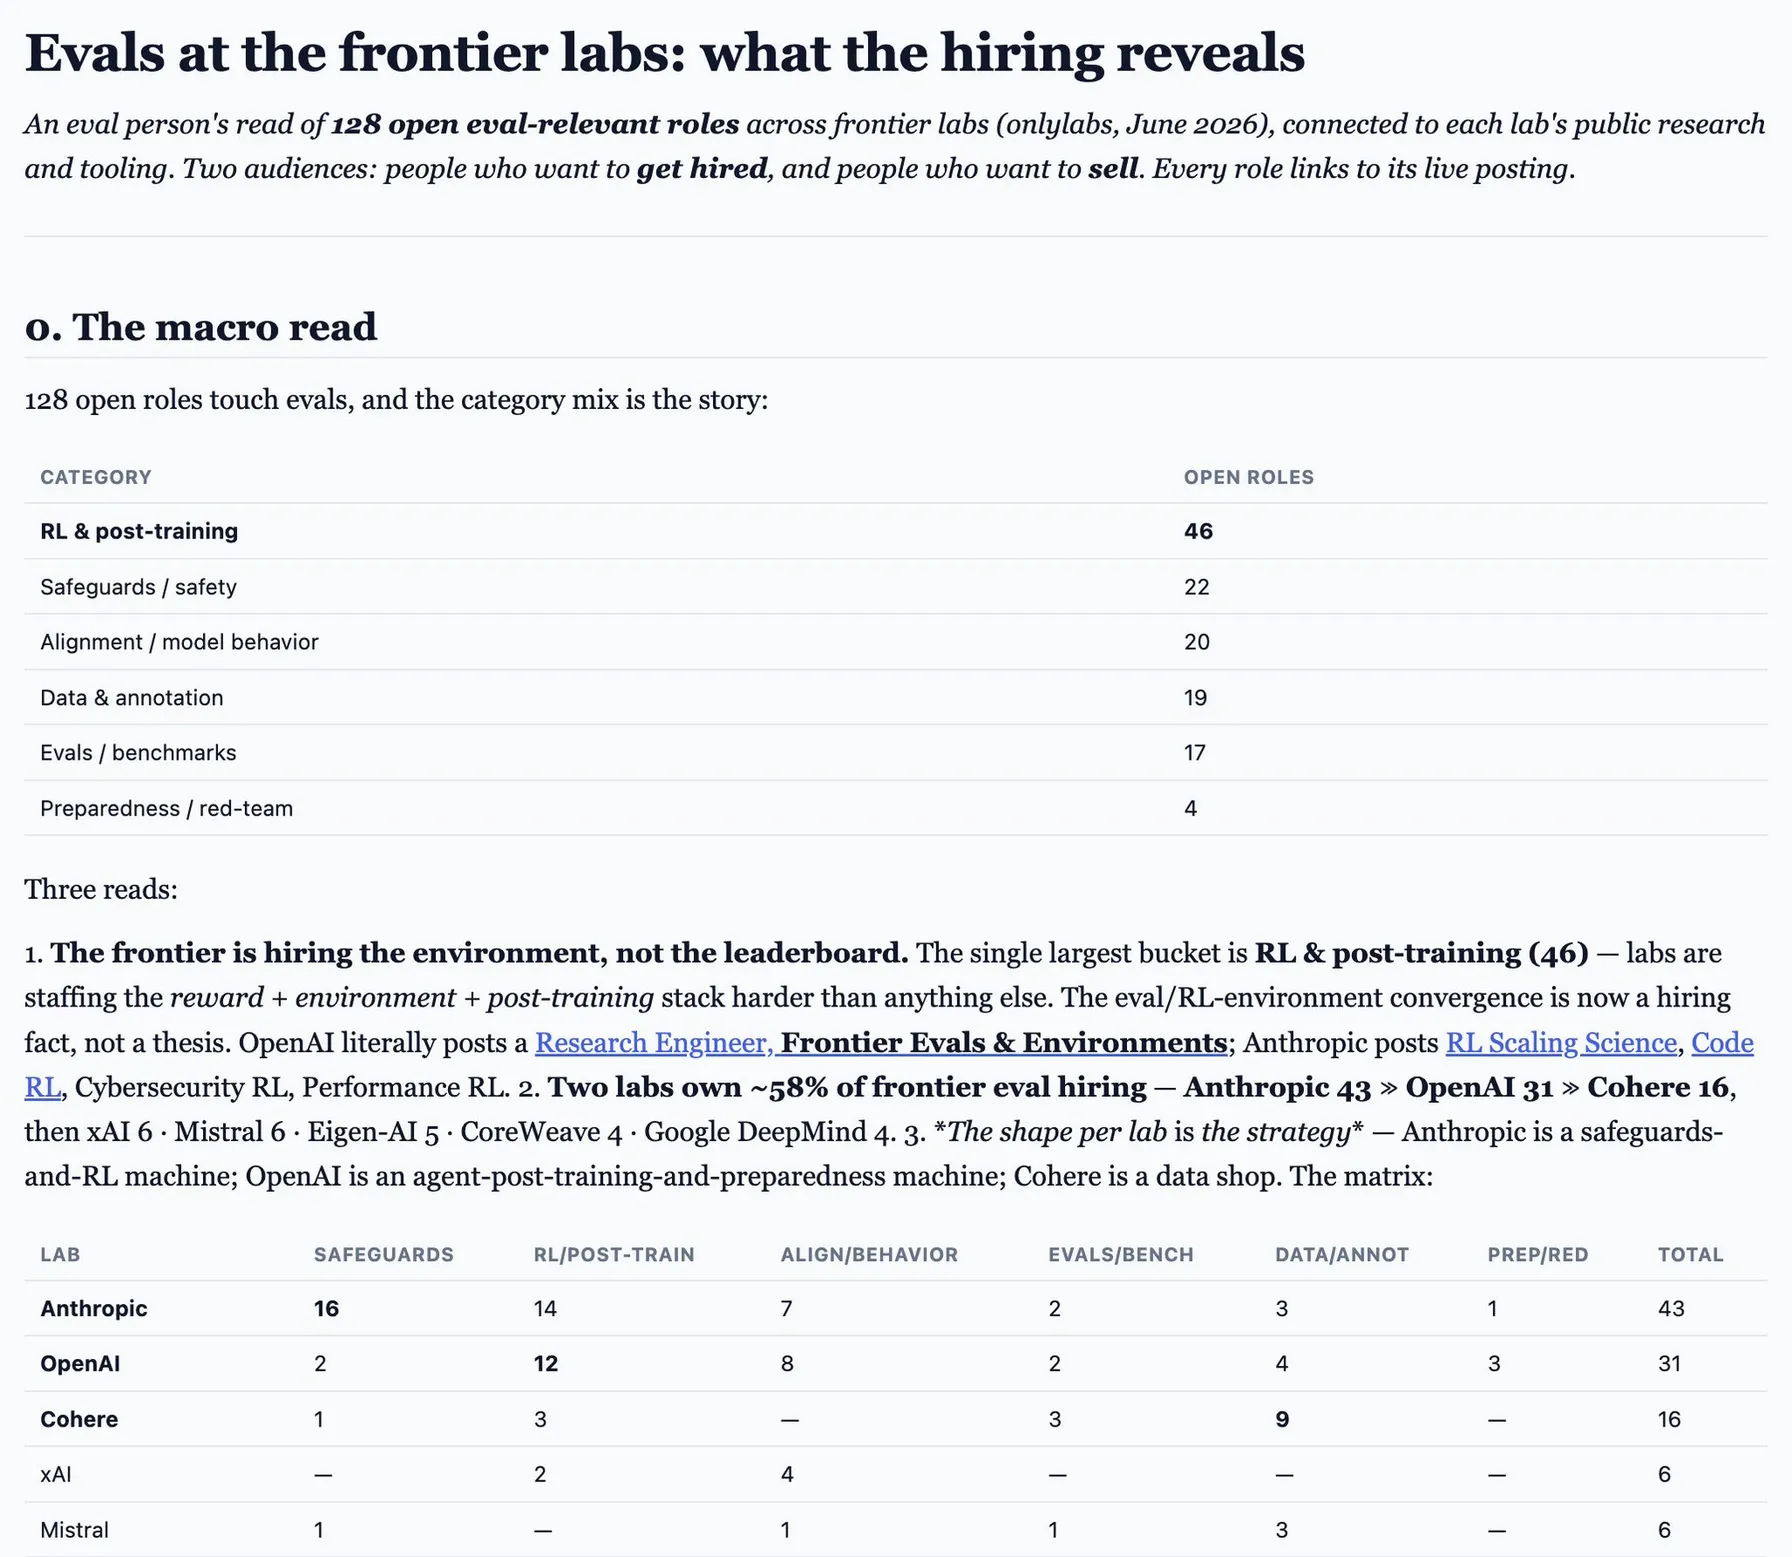 Evals at the frontier labs: what the hiring reveals
An eval person's read of 128 open eval-relevant roles across frontier labs (onlylabs, June 2026), connected to each lab's public research
and tooling. Two audiences: people who want to get hired, and people who want to sell. Every role links to its live posting.
0. The macro read
128 open roles touch evals, and the category mix is the story:
CATEGORY OPEN ROLES
RL & post-training 46
Safeguards / safety 22
Alignment / model behavior 20
Data & annotation 19
Evals / benchmarks 17
Preparedness / red-team 4
Three reads:
1. The frontier is hiring the environment, not the leaderboard. The single largest bucket is RL & post-training (46) — labs are
staffing the reward + environment + post-training stack harder than anything else. The eval/RL-environment convergence is now a hiring
fact, not a thesis. OpenAI literally posts a Research Engineer, Frontier Evals & Environments; Anthropic posts RL Scaling Science, Code
RL, Cybersecurity RL, Performance RL. 2. Two labs own ~58% of frontier eval hiring — Anthropic 43 » OpenAI 31 » Cohere 16,
then xAI 6 · Mistral 6 · Eigen-AI 5 · CoreWeave 4 · Google DeepMind 4. 3. *The shape per lab is the strategy* — Anthropic is a safeguards-
and-RL machine; OpenAI is an agent-post-training-and-preparedness machine; Cohere is a data shop. The matrix:
LAB SAFEGUARDS RL/POST-TRAIN ALIGN/BEHAVIOR EVALS/BENCH DATA/ANNOT PREP/RED TOTAL
Anthropic 16 14 7 2 3 1 43
OpenAI 2 12 8 2 4 3 31
Cohere 1 3 — 3 9 — 16
xAI — 2 4 — — — 6
Mistral 1 — 1 1 3 — 6